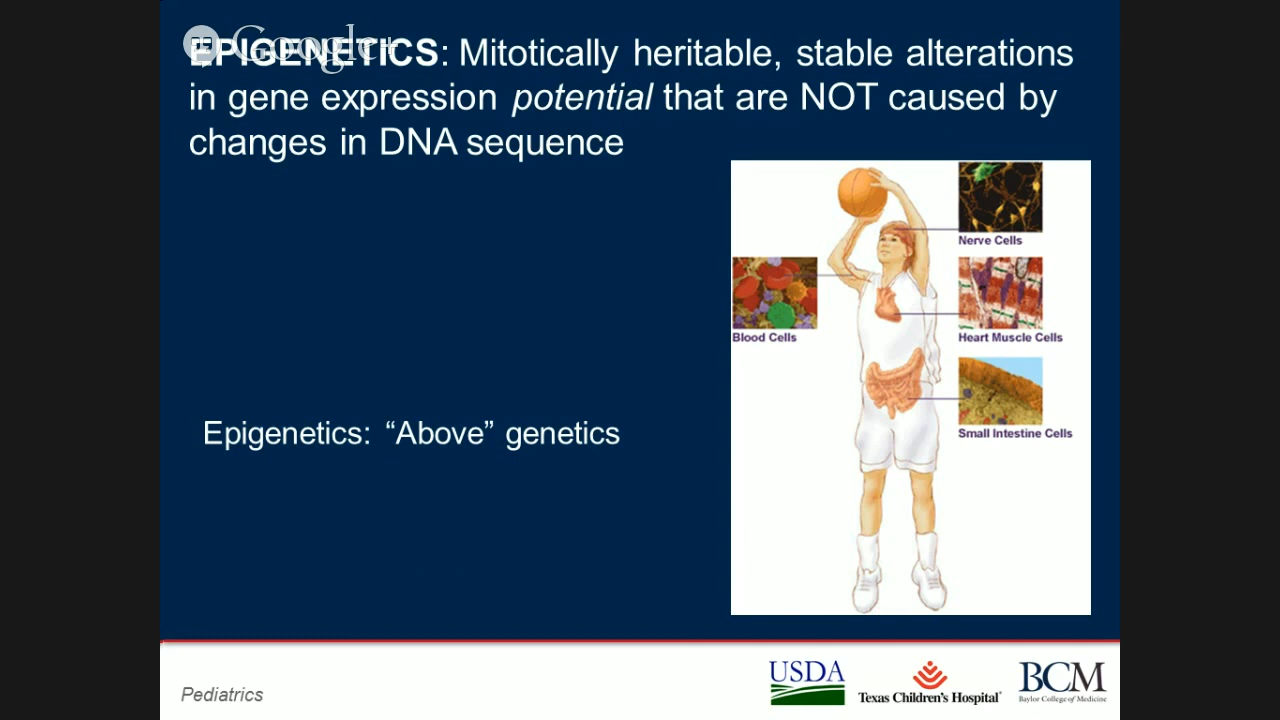 Google+
EPIGENETICS: Mitotically heritable, stable alterations
in gene expression potential that are NOT caused by
changes in DNA sequence
Nerve Cells
Blood Cells
Heart Muscle Cells
Epigenetics: “Above” genetics
Small Intestine Cells
Pediatrics
USDA
Texas Children's Hospital
BCM
Baylor College of Medicine